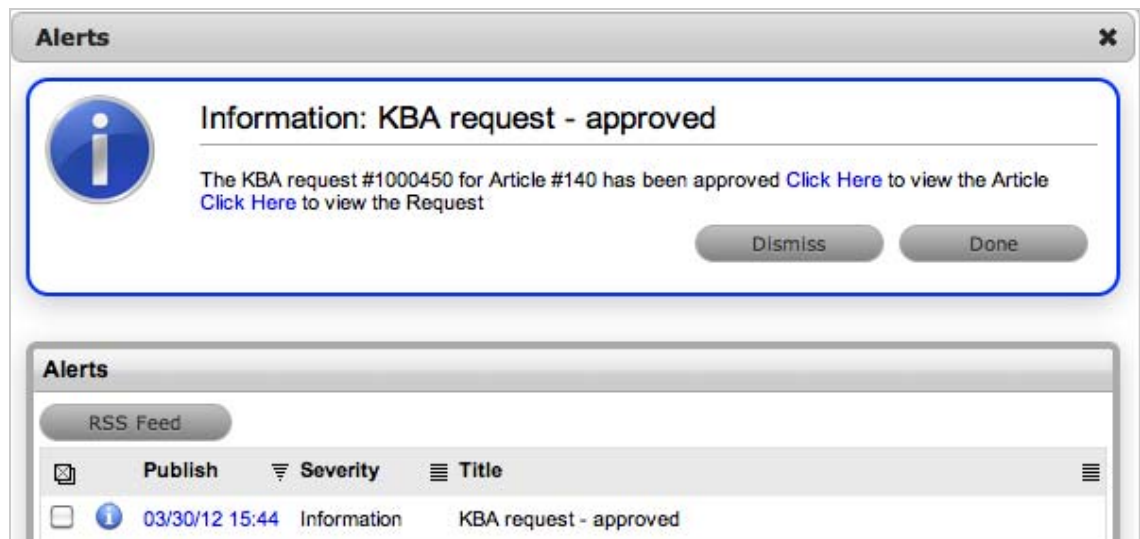 Alerts
Information: KBA request - approved
The KBA request #1000450 for Article #140 has been approved Click Here to view the Article
Click Here to view the Request
Dismiss Done
Alerts
RSS Feed
Publish Severity Title
03/30/12 15:44 Information KBA request - approved